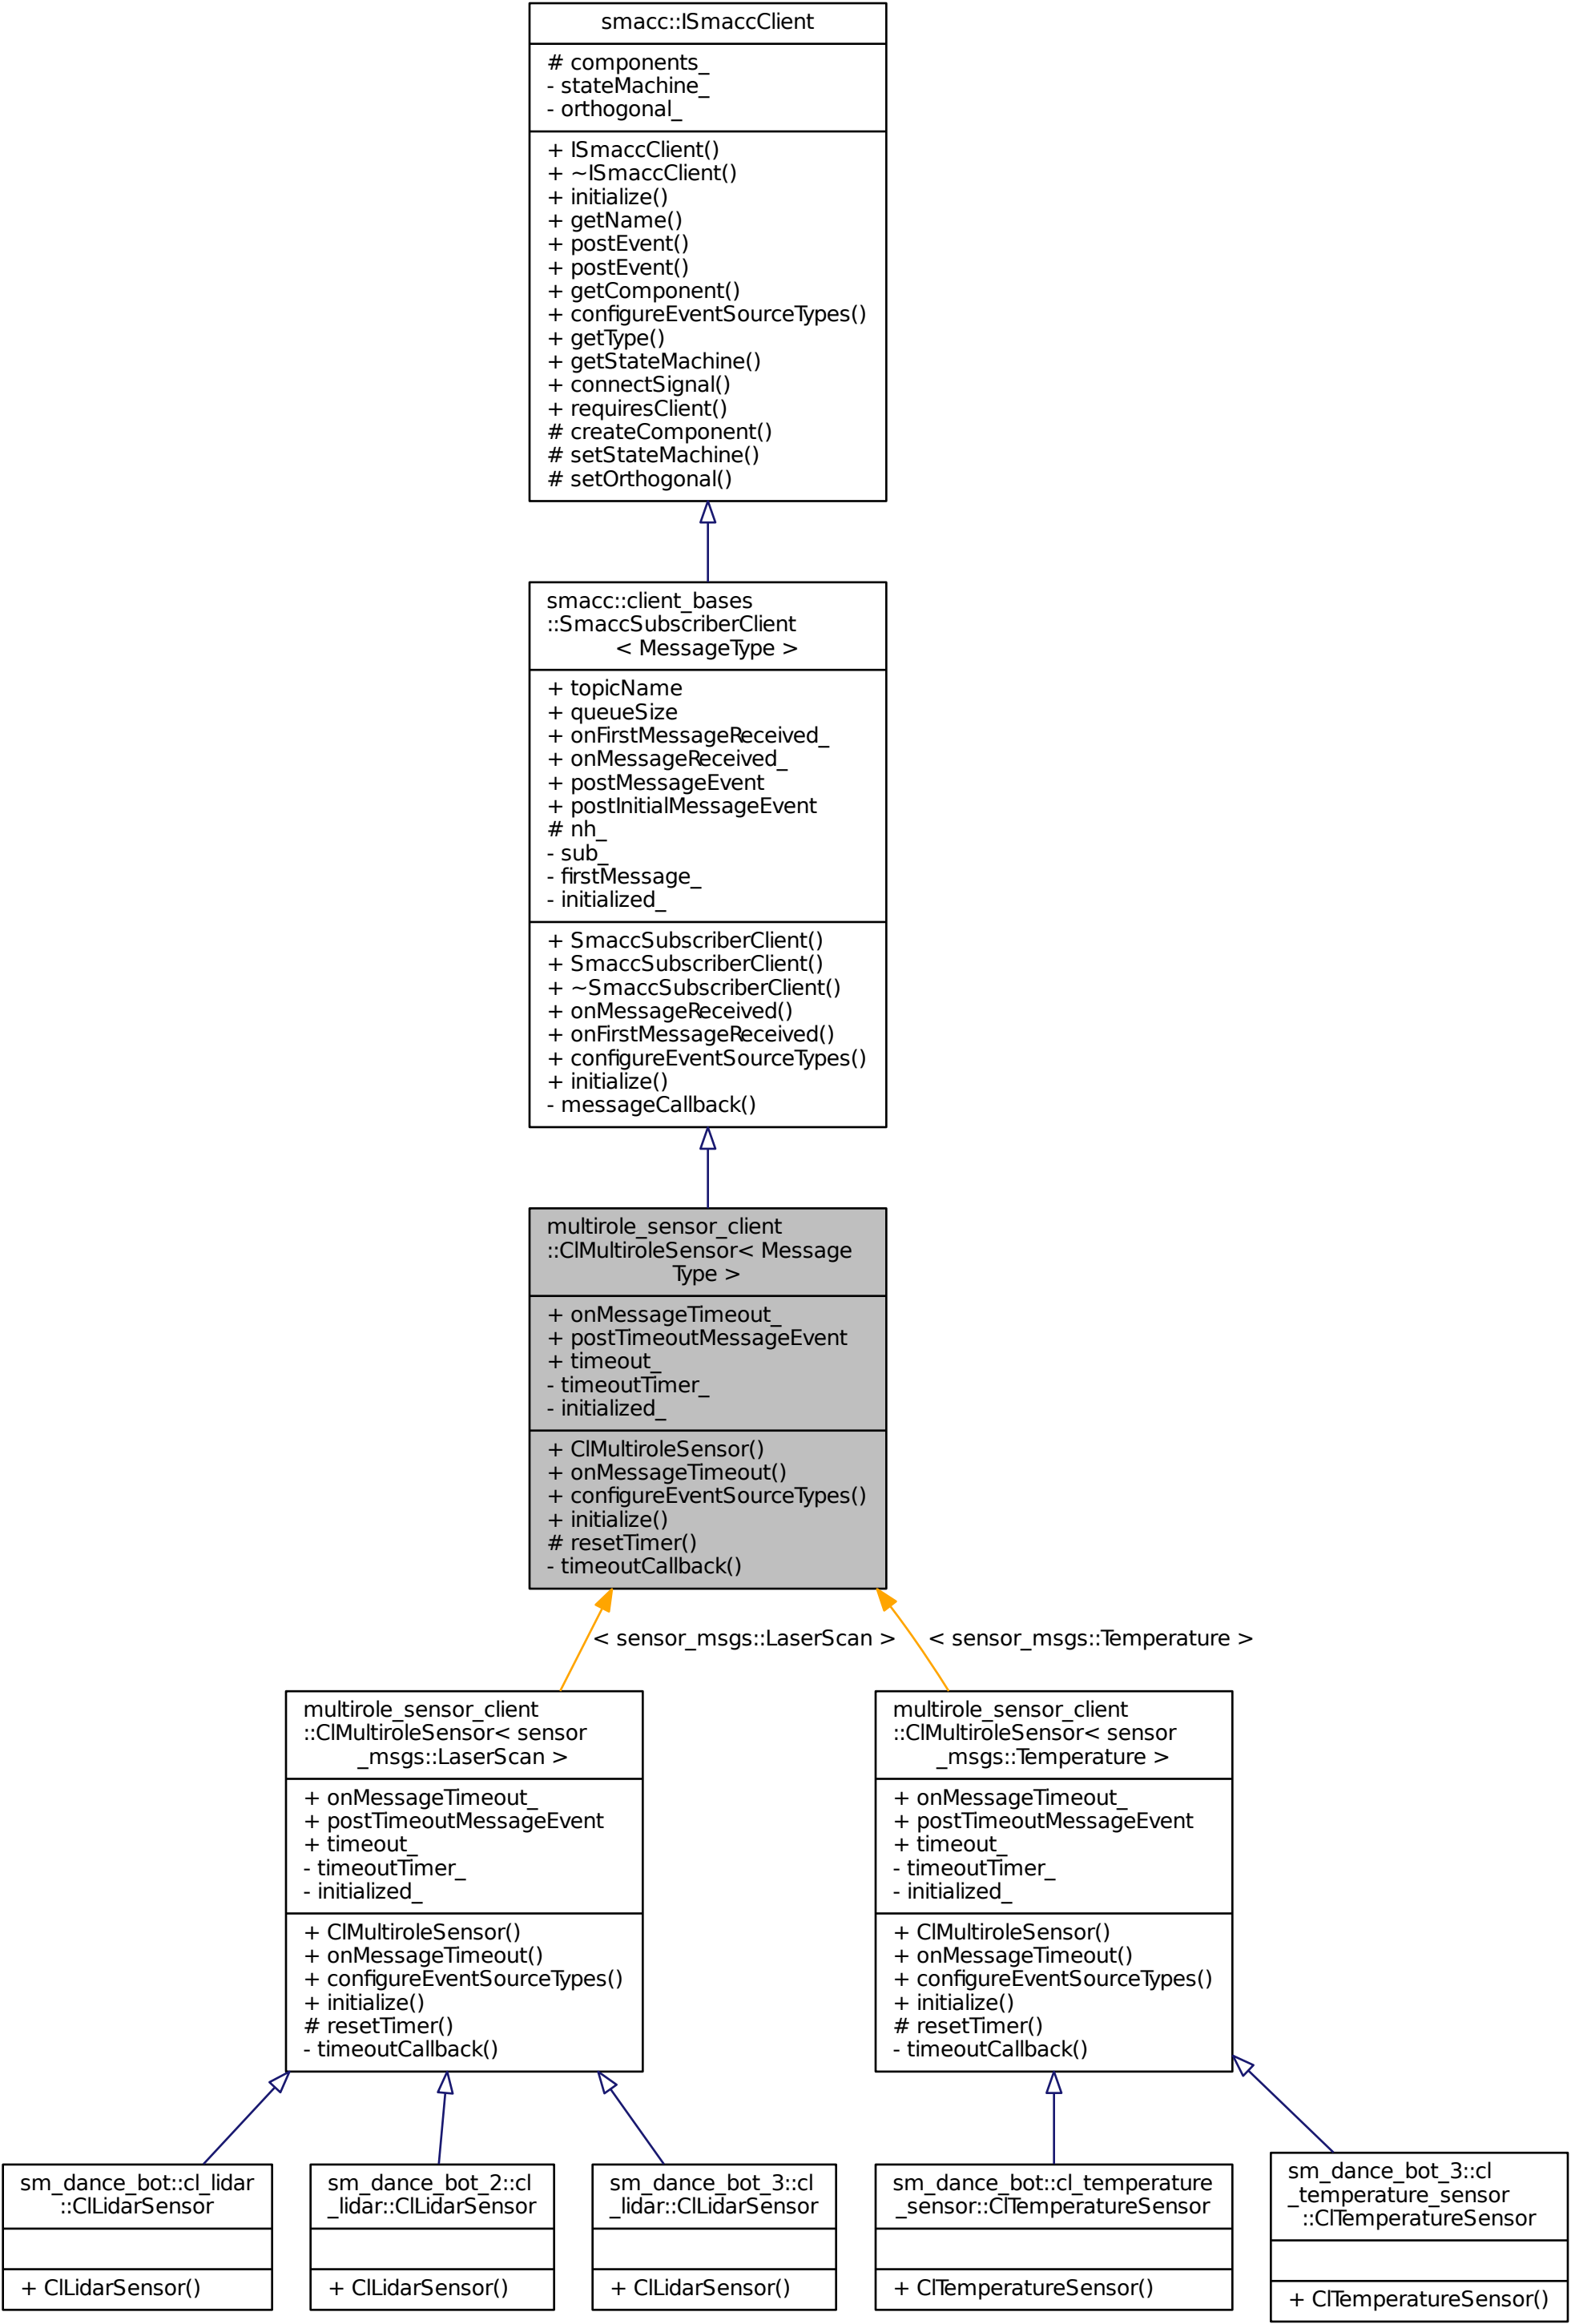 smacc::ISmaccClient
# components_
- stateMachine_
- orthogonal_
+ ISmaccClient()
+ ~ISmaccClient()
+ initialize()
+ getName()
+ postEvent()
+ postEvent()
+ getComponent()
+ configureEventSourceTypes()
+ getType()
+ getStateMachine()
+ connectSignal()
+ requiresClient()
# createComponent()
# setStateMachine()
# setOrthogonal()
smacc::client_bases
::SmaccSubscriberClient
< MessageType >
+ topicName
+ queueSize
+ onFirstMessageReceived_
+ onMessageReceived_
+ postMessageEvent
+ postInitialMessageEvent
# nh_
- sub_
- firstMessage_
- initialized_
+ SmaccSubscriberClient()
+ SmaccSubscriberClient()
+ ~SmaccSubscriberClient()
+ onMessageReceived()
+ onFirstMessageReceived()
+ configureEventSourceTypes()
+ initialize()
- messageCallback()
multirole_sensor_client
::ClMultiroleSensor< Message
Type >
+ onMessageTimeout_
+ postTimeoutMessageEvent
+ timeout_
- timeoutTimer_
- initialized_
+ ClMultiroleSensor()
+ onMessageTimeout()
+ configureEventSourceTypes()
+ initialize()
# resetTimer()
- timeoutCallback()
< sensor_msgs::LaserScan >
< sensor_msgs::Temperature >
multirole_sensor_client
::ClMultiroleSensor< sensor
_msgs::LaserScan >
+ onMessageTimeout_
+ postTimeoutMessageEvent
+ timeout_
- timeoutTimer_
- initialized_
+ ClMultiroleSensor()
+ onMessageTimeout()
+ configureEventSourceTypes()
+ initialize()
# resetTimer()
- timeoutCallback()
multirole_sensor_client
::ClMultiroleSensor< sensor
_msgs::Temperature >
+ onMessageTimeout_
+ postTimeoutMessageEvent
+ timeout_
- timeoutTimer_
- initialized_
+ ClMultiroleSensor()
+ onMessageTimeout()
+ configureEventSourceTypes()
+ initialize()
# resetTimer()
- timeoutCallback()
sm_dance_bot::cl_lidar
::ClLidarSensor
+ ClLidarSensor()
sm_dance_bot_2::cl
_lidar::ClLidarSensor
+ ClLidarSensor()
sm_dance_bot_3::cl
_lidar::ClLidarSensor
+ ClLidarSensor()
sm_dance_bot::cl_temperature
_sensor::ClTemperatureSensor
+ ClTemperatureSensor()
sm_dance_bot_3::cl
_temperature_sensor
::ClTemperatureSensor
+ ClTemperatureSensor()